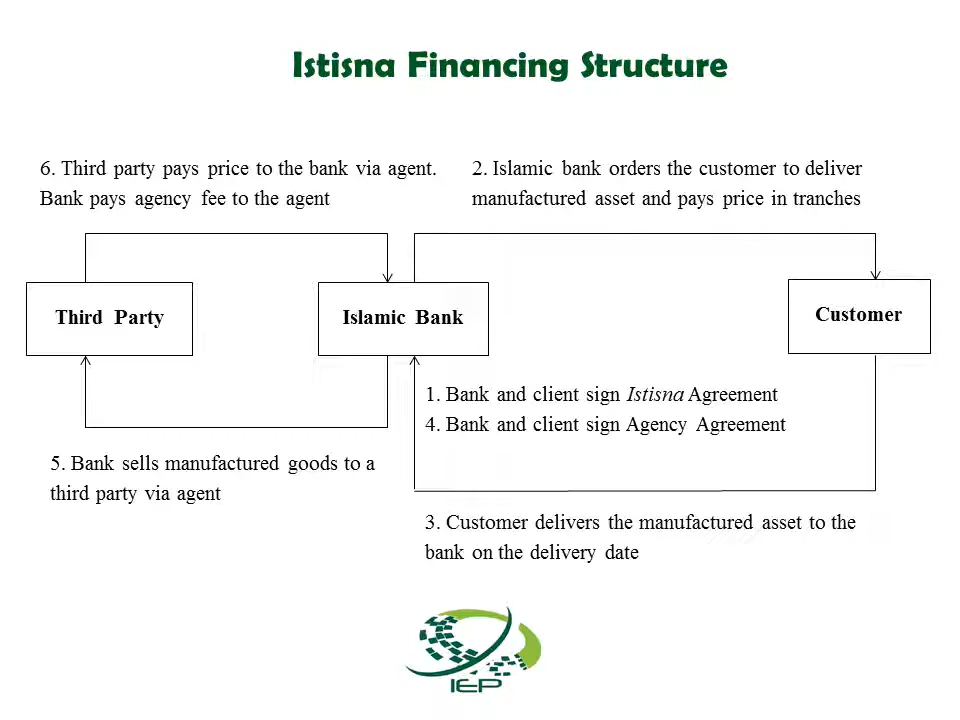 Istisna Financing Structure
6. Third party pays price to the bank via agent.
Bank pays agency fee to the agent
2. Islamic bank orders the customer to deliver
manufactured asset and pays price in tranches
Third Party
Islamic Bank
Customer
1. Bank and client sign Istisna Agreement
4. Bank and client sign Agency Agreement
5. Bank sells manufactured goods to a
third party via agent
3. Customer delivers the manufactured asset to the
bank on the delivery date
IEP